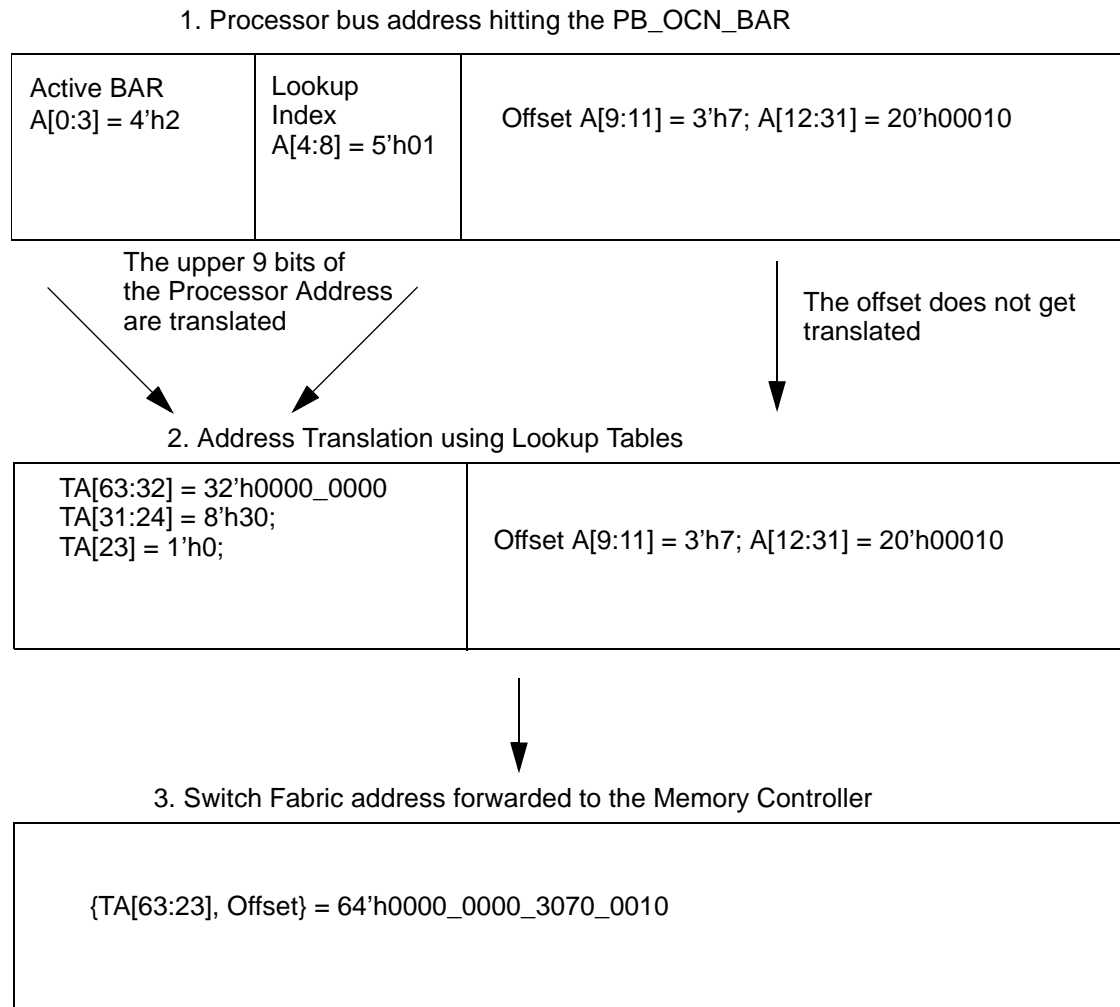 1. Processor bus address hitting the PB_OCN_BAR
Active BAR
A[0:3] = 4'h2
Lookup
Index
A[4:8] = 5'h01
Offset A[9:11] = 3'h7; A[12:31] = 20'h00010
The upper 9 bits of
the Processor Address
are translated
The offset does not get
translated
2. Address Translation using Lookup Tables
TA[63:32] = 32'h0000_0000
TA[31:24] = 8'h30;
TA[23] = 1'h0;
Offset A[9:11] = 3'h7; A[12:31] = 20'h00010
3. Switch Fabric address forwarded to the Memory Controller
{TA[63:23], Offset} = 64'h0000_0000_3070_0010